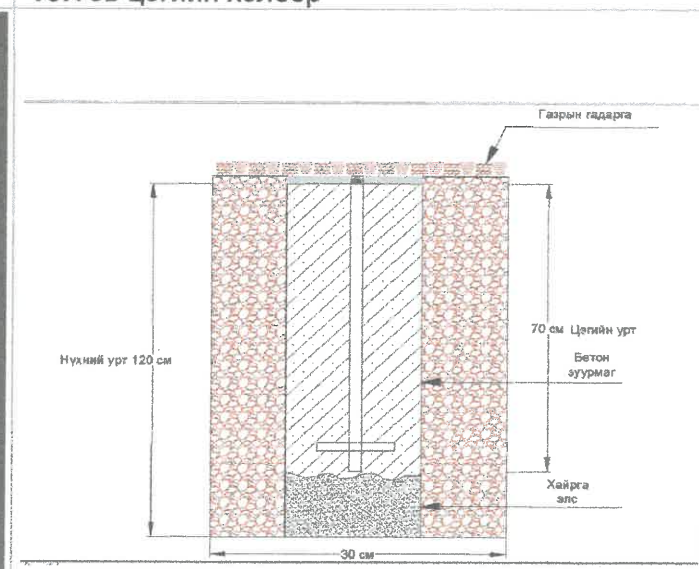 Газрын гадарга
Нүхний урт 120 см
70 см Цэгийн урт
Бетон
зуурмаг
Хайрга
элс
30 см